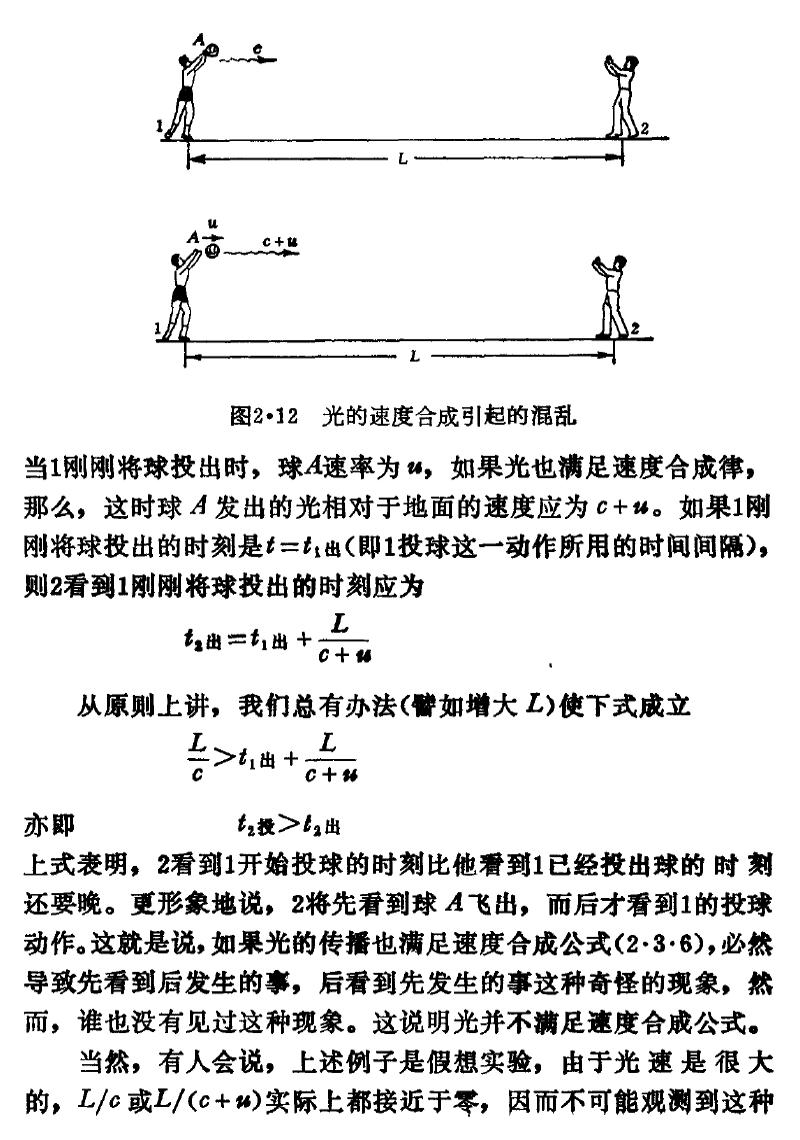 A c
1 2
L
u
A c+u
1 2
L
图2·12 光的速度合成引起的混乱
当1刚刚将球投出时，球A速率为u，如果光也满足速度合成律，
那么，这时球A发出的光相对于地面的速度应为c+u。如果1刚
刚将球投出的时刻是t=t₁出(即1投球这一动作所用的时间间隔)，
则2看到1刚刚将球投出的时刻应为
t₂出=t₁出+L/(c+u)
从原则上讲，我们总有办法(譬如增大L)使下式成立
L/c>t₁出+L/(c+u)
亦即 t₂投>t₂出
上式表明，2看到1开始投球的时刻比他看到1已经投出球的时刻
还要晚。更形象地说，2将先看到球A飞出，而后才看到1的投球
动作。这就是说，如果光的传播也满足速度合成公式(2·3·6)，必然
导致先看到后发生的事，后看到先发生的事这种奇怪的现象，然
而，谁也没有见过这种现象。这说明光并不满足速度合成公式。
当然，有人会说，上述例子是假想实验，由于光速是很大
的，L/c或L/(c+u)实际上都接近于零，因而不可能观测到这种